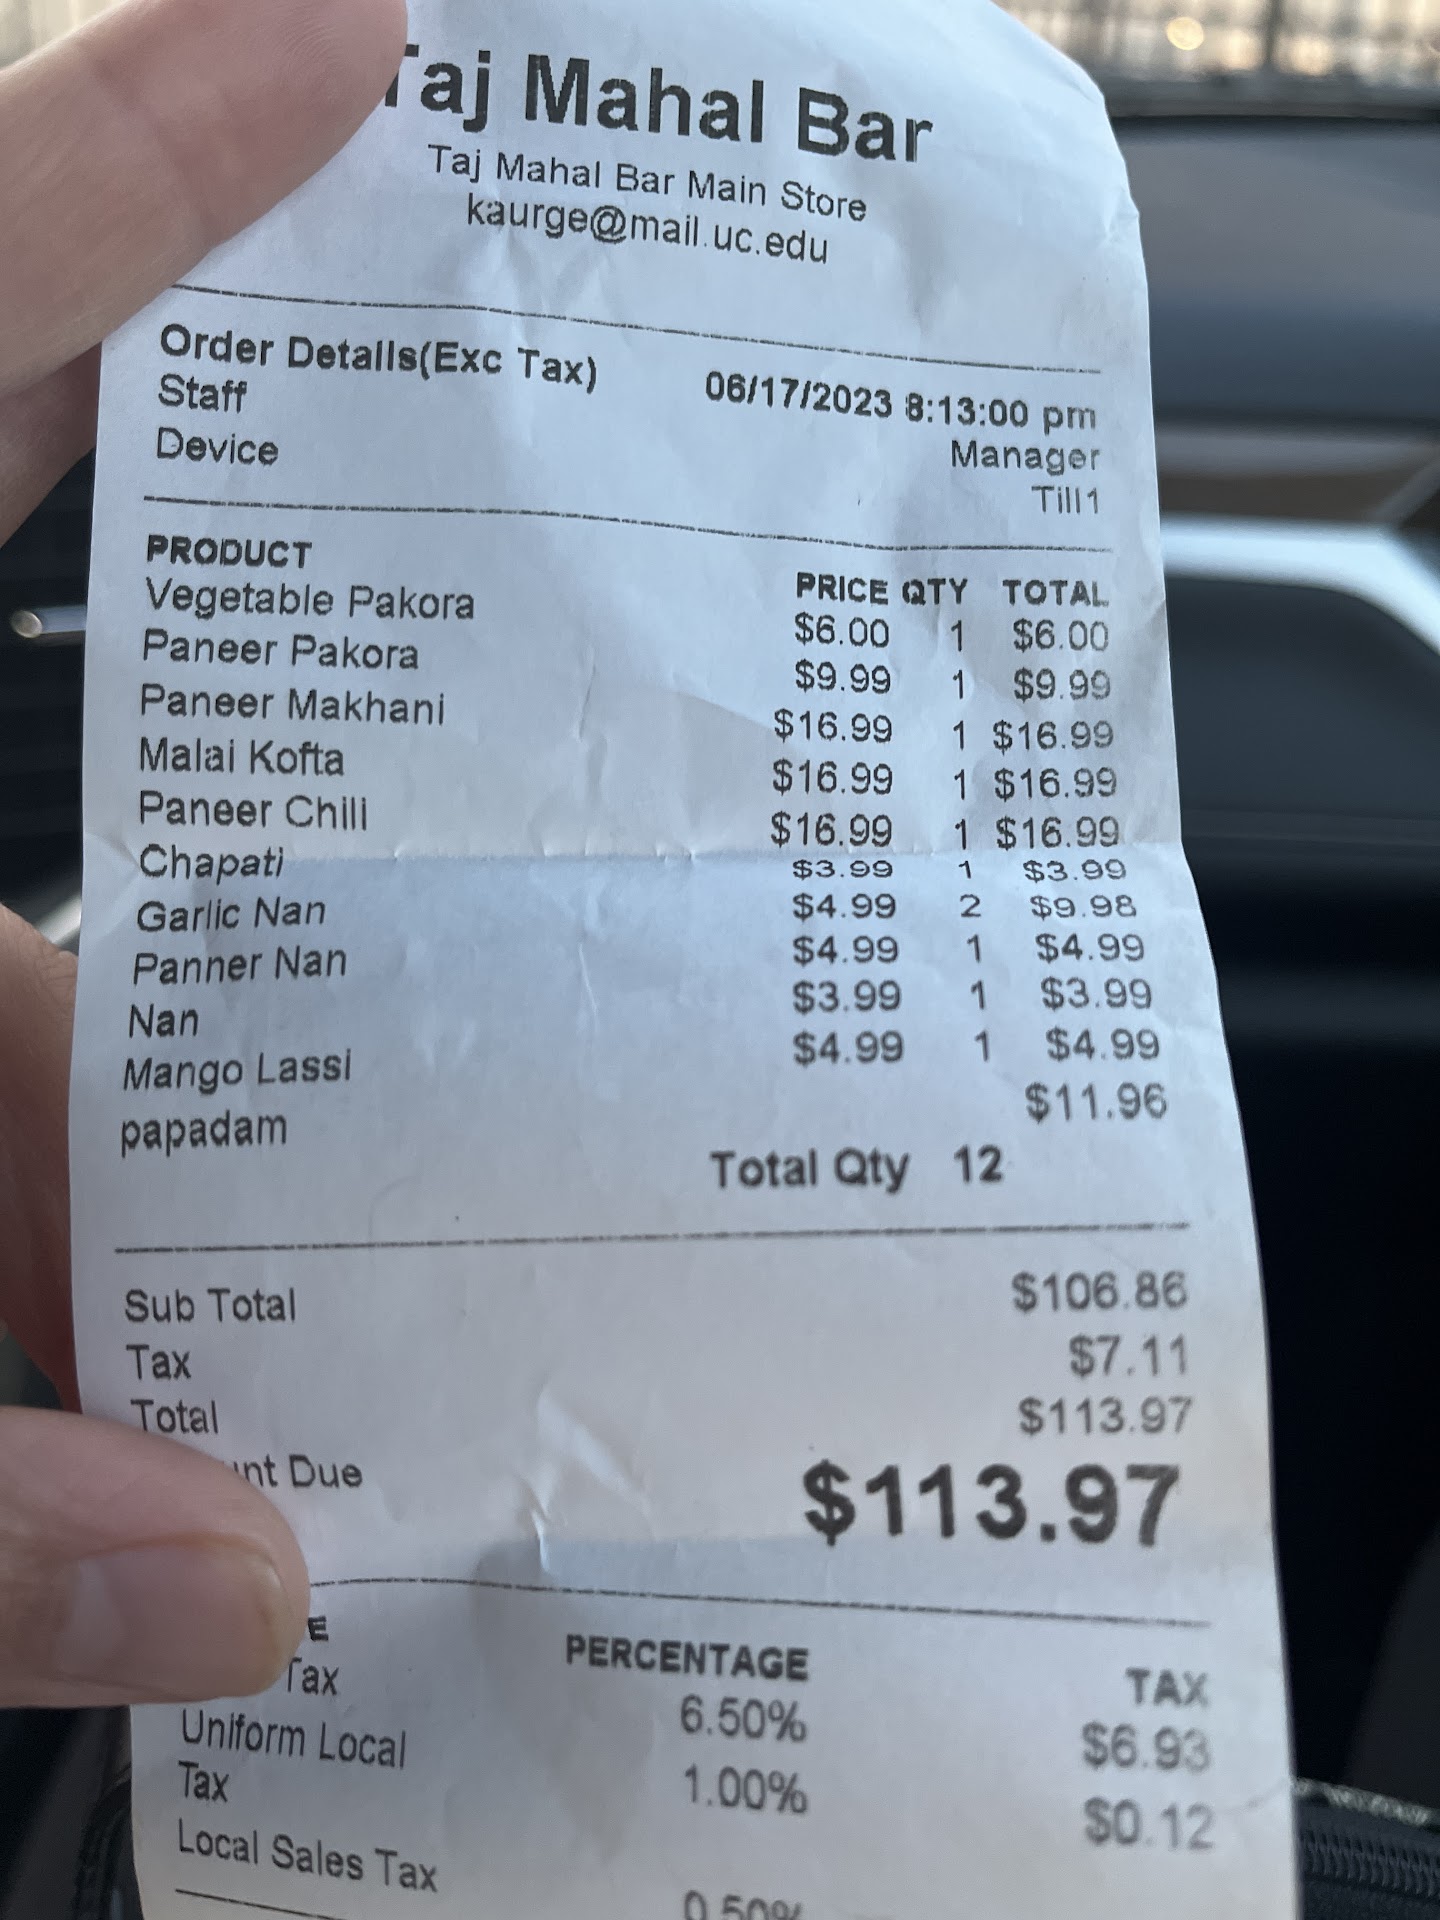 Taj Mahal Bar
Taj Mahal Bar Main Store
kaurge@mail.uc.edu
Order Details(Exc Tax) 06/17/2023 8:13:00 pm
Staff Manager
Device Till1
PRODUCT PRICE QTY TOTAL
Vegetable Pakora $6.00 1 $6.00
Paneer Pakora $9.99 1 $9.99
Paneer Makhani $16.99 1 $16.99
Malai Kofta $16.99 1 $16.99
Paneer Chili $16.99 1 $16.99
Chapati $3.99 1 $3.99
Garlic Nan $4.99 2 $9.98
Panner Nan $4.99 1 $4.99
Nan $3.99 1 $3.99
Mango Lassi $4.99 1 $4.99
papadam $11.96
Total Qty 12
Sub Total $106.86
Tax $7.11
Total $113.97
Due $113.97
PERCENTAGE TAX
Tax 6.50% $6.93
Uniform Local 1.00% $0.12
Tax
Local Sales Tax 0.50%